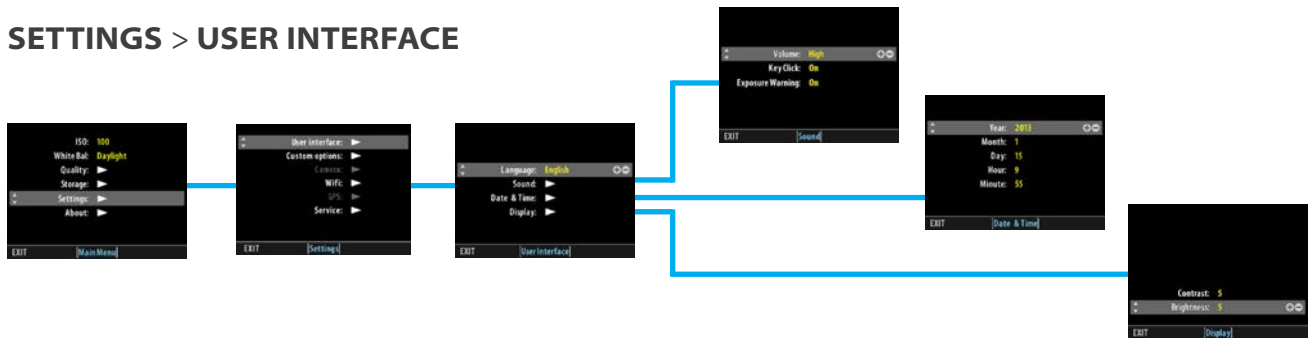 SETTINGS > USER INTERFACE
ISO: 100
White Bal: Daylight
Quality:
Storage:
Settings:
About:
EXIT Main Menu
User interface:
Custom options:
Camera:
Wifi:
GPS:
Service:
EXIT Settings
Language: English
Sound:
Date & Time:
Display:
EXIT User Interface
Volume: High
Key Click: On
Exposure Warning: On
EXIT Sound
Year: 2013
Month: 1
Day: 15
Hour: 9
Minute: 55
EXIT Date & Time
Contrast: 5
Brightness: 5
EXIT Display